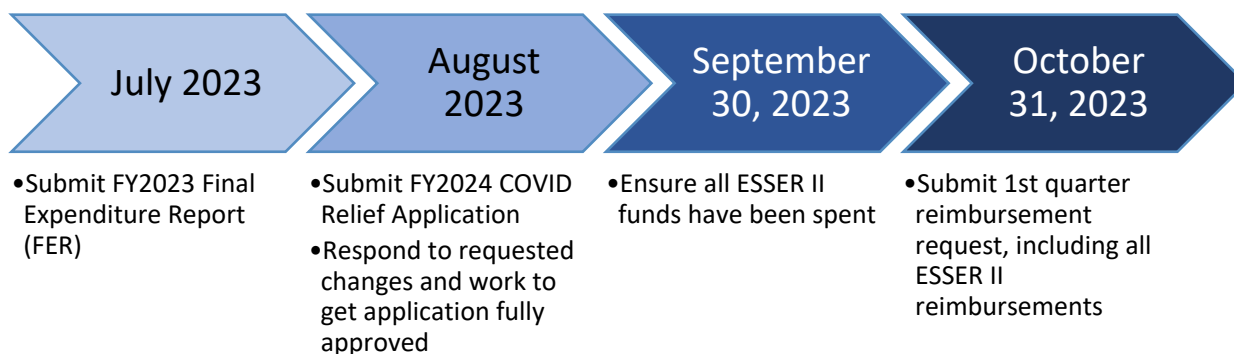 July 2023
August
2023
September
30, 2023
October
31, 2023
•Submit FY2023 Final
Expenditure Report
(FER)
•Submit FY2024 COVID
Relief Application
•Respond to requested
changes and work to
get application fully
approved
•Ensure all ESSER II
funds have been spent
•Submit 1st quarter
reimbursement
request, including all
ESSER II
reimbursements